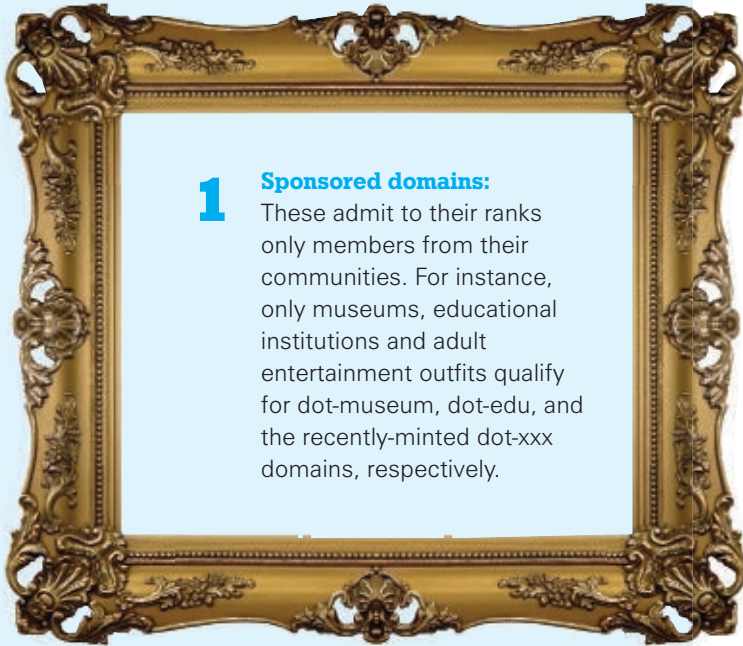 1
Sponsored domains:
These admit to their ranks
only members from their
communities. For instance,
only museums, educational
institutions and adult
entertainment outfits qualify
for dot-museum, dot-edu, and
the recently-minted dot-xxx
domains, respectively.